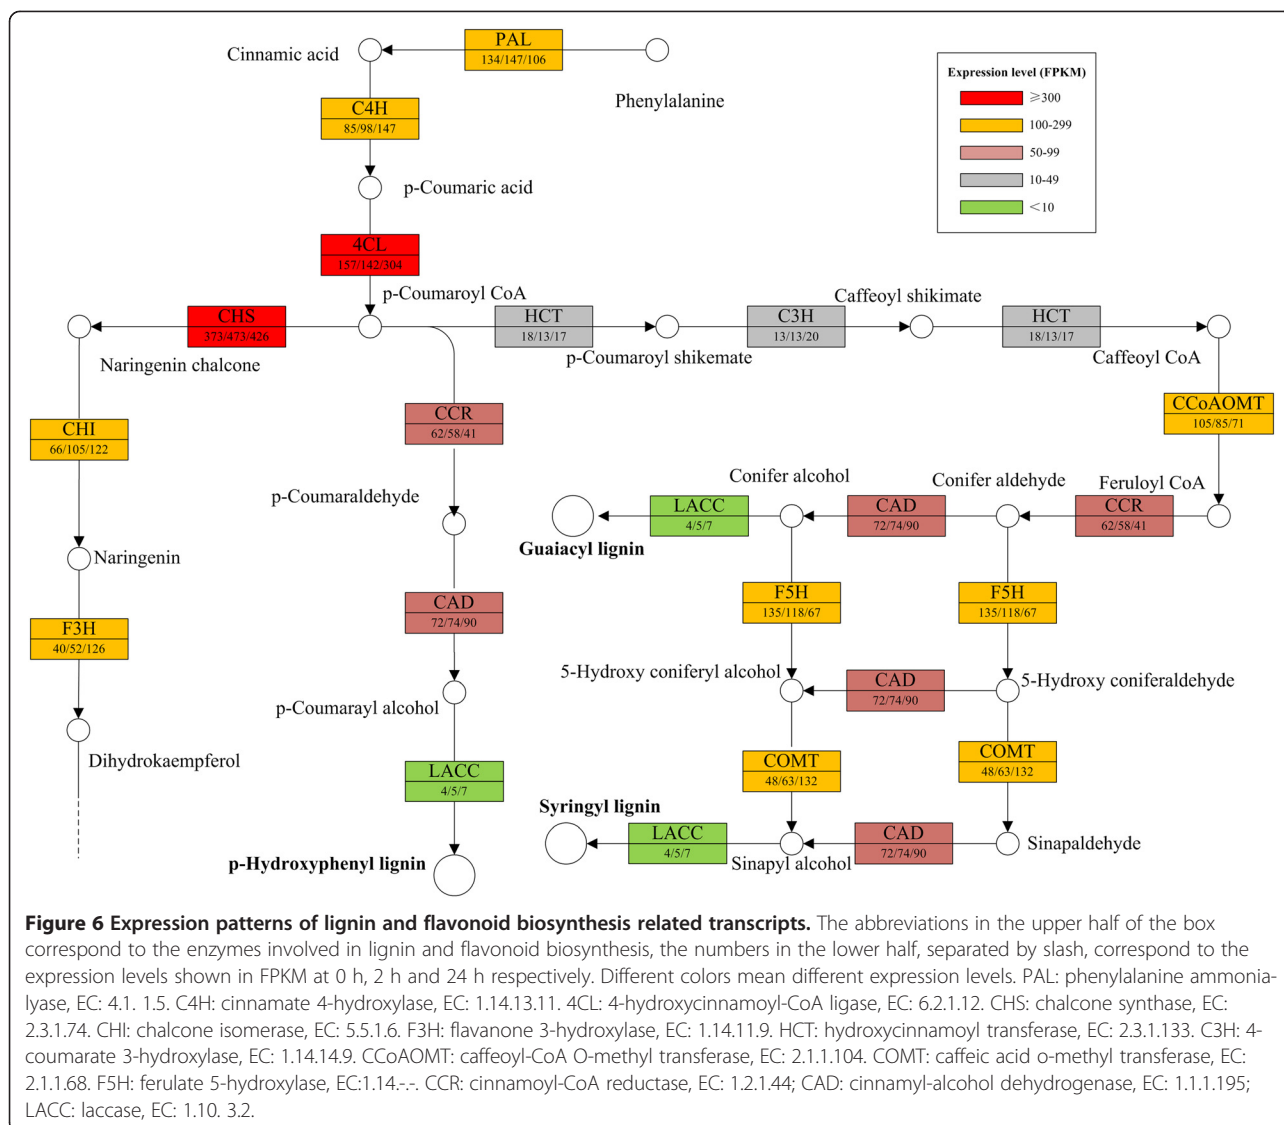 Cinnamic acid
PAL
134/147/106
Phenylalanine
Expression level (FPKM)
≥300
100-299
50-99
10-49
<10
C4H
85/98/147
p-Coumaric acid
4CL
157/142/304
p-Coumaroyl CoA
CHS
373/473/426
Naringenin chalcone
HCT
18/13/17
p-Coumaroyl shikemate
C3H
13/13/20
Caffeoyl shikimate
HCT
18/13/17
Caffeoyl CoA
CHI
66/105/122
CCR
62/58/41
CCoAOMT
105/85/71
p-Coumaraldehyde
Conifer alcohol
Conifer aldehyde
Feruloyl CoA
LACC
4/5/7
CAD
72/74/90
CCR
62/58/41
Guaiacyl lignin
Naringenin
F3H
40/52/126
CAD
72/74/90
F5H
135/118/67
F5H
135/118/67
5-Hydroxy coniferyl alcohol
CAD
72/74/90
5-Hydroxy coniferaldehyde
p-Coumarayl alcohol
Dihydrokaempferol
LACC
4/5/7
COMT
48/63/132
COMT
48/63/132
Syringyl lignin
LACC
4/5/7
Sinapyl alcohol
CAD
72/74/90
Sinapaldehyde
p-Hydroxyphenyl lignin
Figure 6 Expression patterns of lignin and flavonoid biosynthesis related transcripts. The abbreviations in the upper half of the box
correspond to the enzymes involved in lignin and flavonoid biosynthesis, the numbers in the lower half, separated by slash, correspond to the
expression levels shown in FPKM at 0 h, 2 h and 24 h respectively. Different colors mean different expression levels. PAL: phenylalanine ammonia-
lyase, EC: 4.1. 1.5. C4H: cinnamate 4-hydroxylase, EC: 1.14.13.11. 4CL: 4-hydroxycinnamoyl-CoA ligase, EC: 6.2.1.12. CHS: chalcone synthase, EC:
2.3.1.74. CHI: chalcone isomerase, EC: 5.5.1.6. F3H: flavanone 3-hydroxylase, EC: 1.14.11.9. HCT: hydroxycinnamoyl transferase, EC: 2.3.1.133. C3H: 4-
coumarate 3-hydroxylase, EC: 1.14.14.9. CCoAOMT: caffeoyl-CoA O-methyl transferase, EC: 2.1.1.104. COMT: caffeic acid o-methyl transferase, EC:
2.1.1.68. F5H: ferulate 5-hydroxylase, EC:1.14.-.-. CCR: cinnamoyl-CoA reductase, EC: 1.2.1.44; CAD: cinnamyl-alcohol dehydrogenase, EC: 1.1.1.195;
LACC: laccase, EC: 1.10. 3.2.